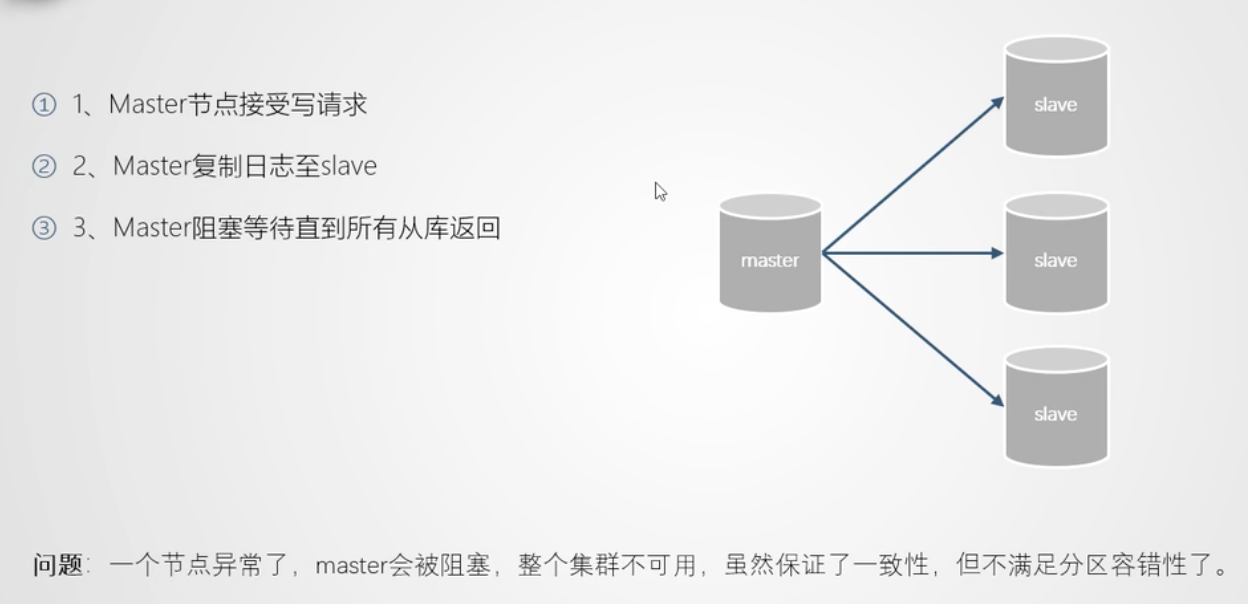 ① 1、Master节点接受写请求
② 2、Master复制日志至slave
③ 3、Master阻塞等待直到所有从库返回
slave
master
slave
slave
问题：一个节点异常了，master会被阻塞，整个集群不可用，虽然保证了一致性，但不满足分区容错性了。